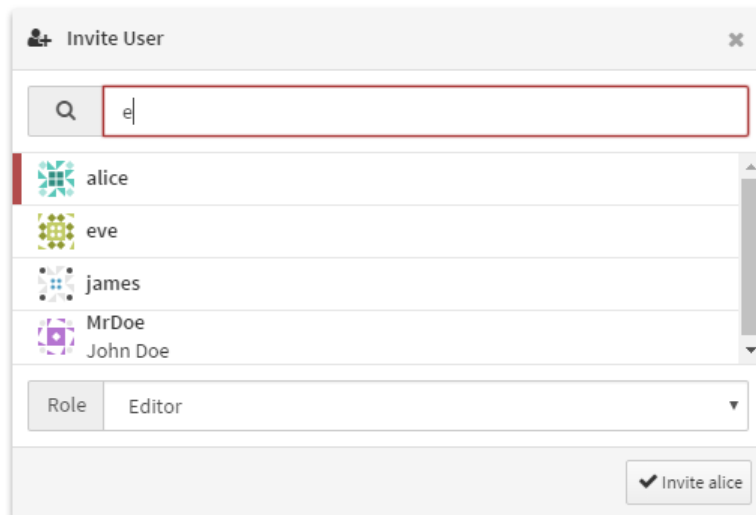 Invite User
e
alice
eve
james
MrDoe
John Doe
Role Editor
Invite alice